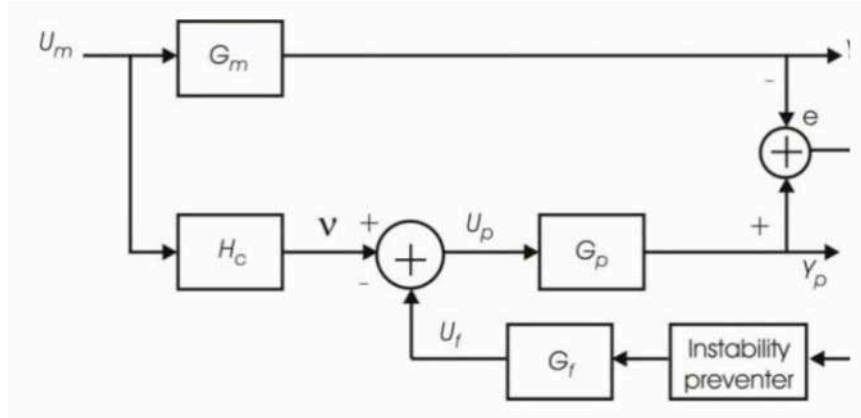 U_m
G_m
-
e
+
H_c
ν
+
+
-
U_p
G_p
+
Y_p
U_f
G_f
Instability
preventer